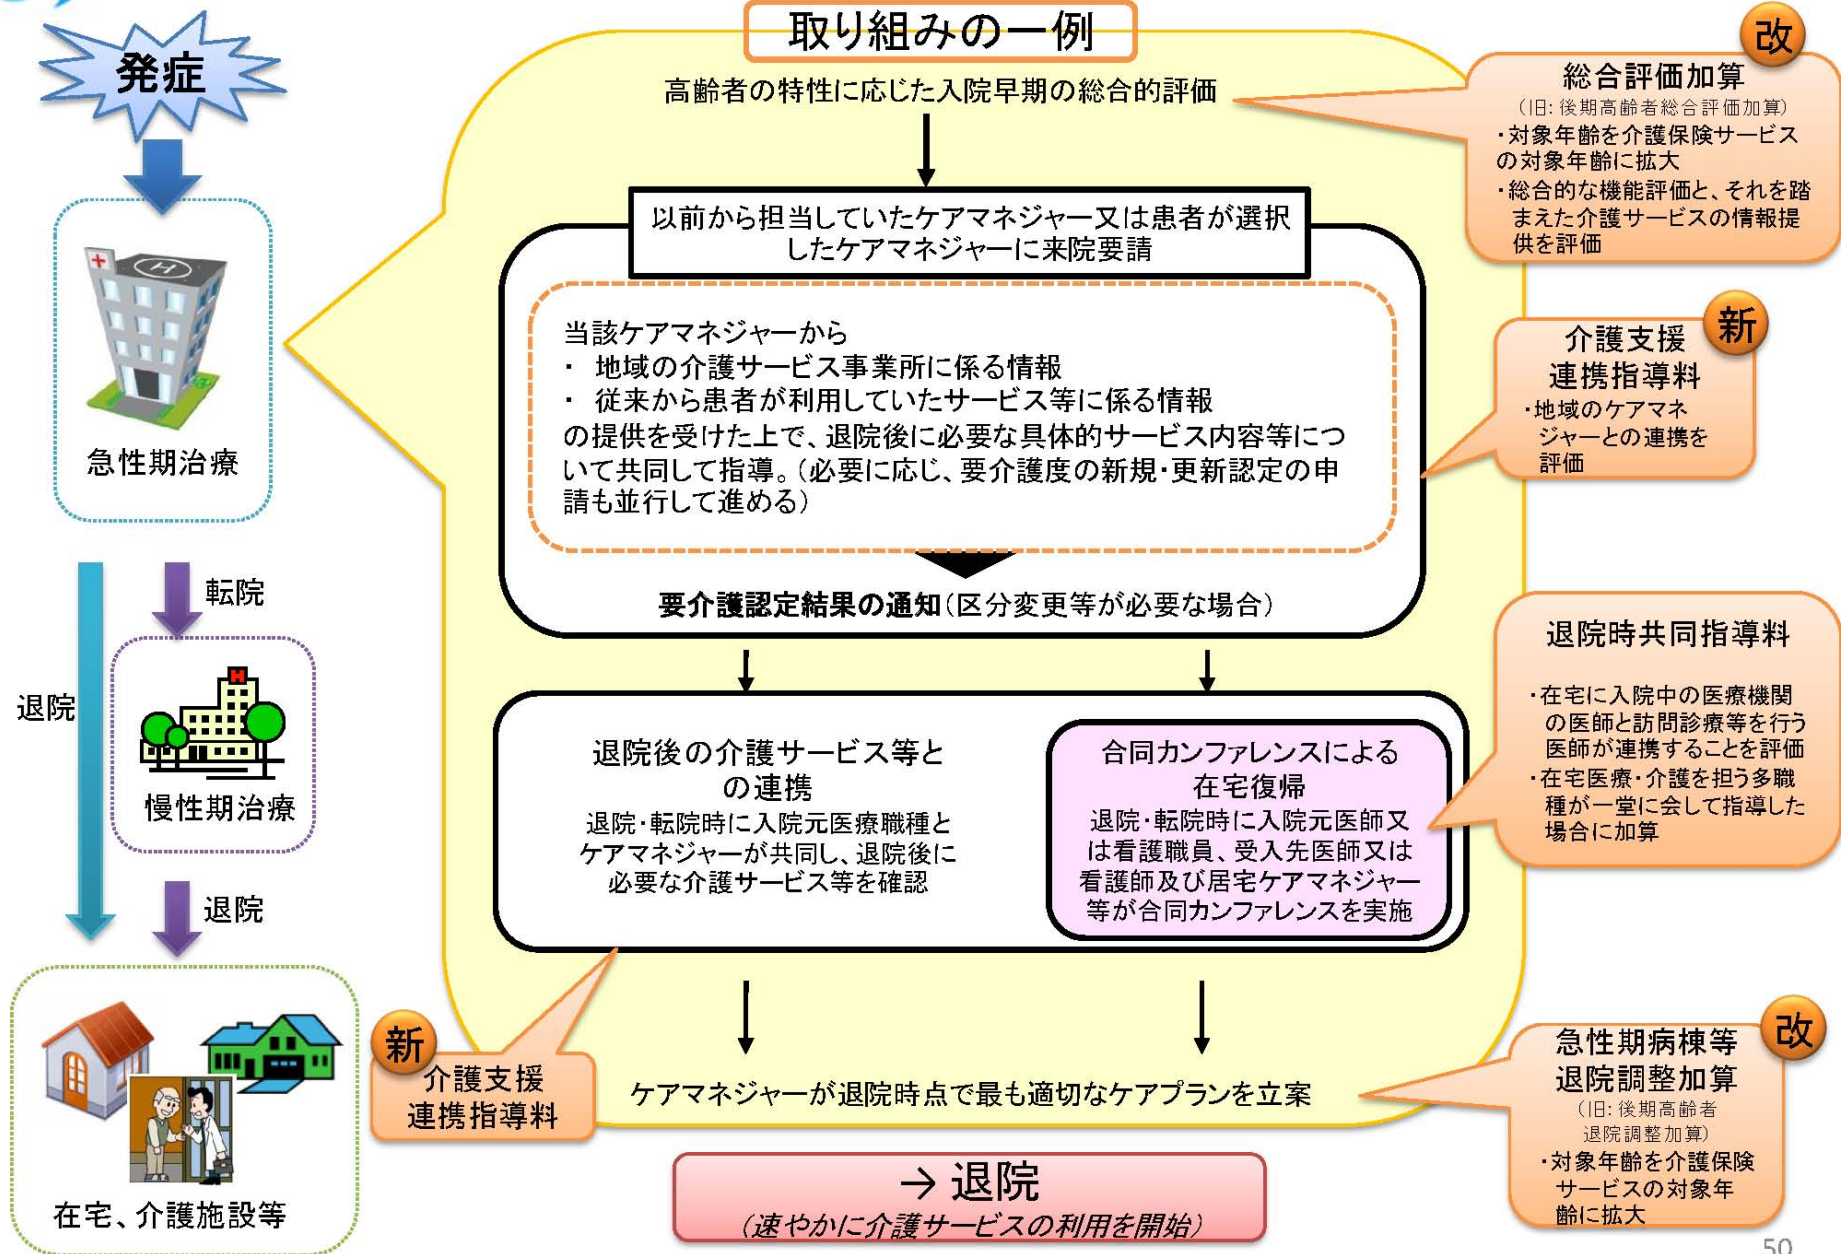 発症
急性期治療
転院
退院
慢性期治療
退院
在宅、介護施設等
取り組みの一例
高齢者の特性に応じた入院早期の総合的評価
以前から担当していたケアマネジャー又は患者が選択
したケアマネジャーに来院要請
当該ケアマネジャーから
・ 地域の介護サービス事業所に係る情報
・ 従来から患者が利用していたサービス等に係る情報
の提供を受けた上で、退院後に必要な具体的サービス内容等につ
いて共同して指導。(必要に応じ、要介護度の新規・更新認定の申
請も並行して進める)
要介護認定結果の通知(区分変更等が必要な場合)
退院後の介護サービス等と
の連携
退院・転院時に入院元医療職種と
ケアマネジャーが共同し、退院後に
必要な介護サービス等を確認
合同カンファレンスによる
在宅復帰
退院・転院時に入院元医師又
は看護職員、受入先医師又は
看護師及び居宅ケアマネジャー
等が合同カンファレンスを実施
新
介護支援
連携指導料
ケアマネジャーが退院時点で最も適切なケアプランを立案
→ 退院
(速やかに介護サービスの利用を開始)
改
総合評価加算
(旧:後期高齢者総合評価加算)
・対象年齢を介護保険サービス
の対象年齢に拡大
・総合的な機能評価と、それを踏
まえた介護サービスの情報提
供を評価
新
介護支援
連携指導料
・地域のケアマネ
ジャーとの連携を
評価
退院時共同指導料
・在宅に入院中の医療機関
の医師と訪問診療等を行う
医師が連携することを評価
・在宅医療・介護を担う多職
種が一堂に会して指導した
場合に加算
改
急性期病棟等
退院調整加算
(旧:後期高齢者
退院調整加算)
・対象年齢を介護保険
サービスの対象年
齢に拡大
50